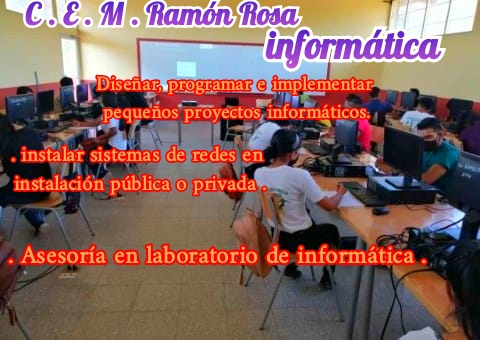 C . E . M . Ramón Rosa
informática
Diseñar, programar e implementar
pequeños proyectos informáticos.
. instalar sistemas de redes en
instalación pública o privada .
. Asesoría en laboratorio de informática .